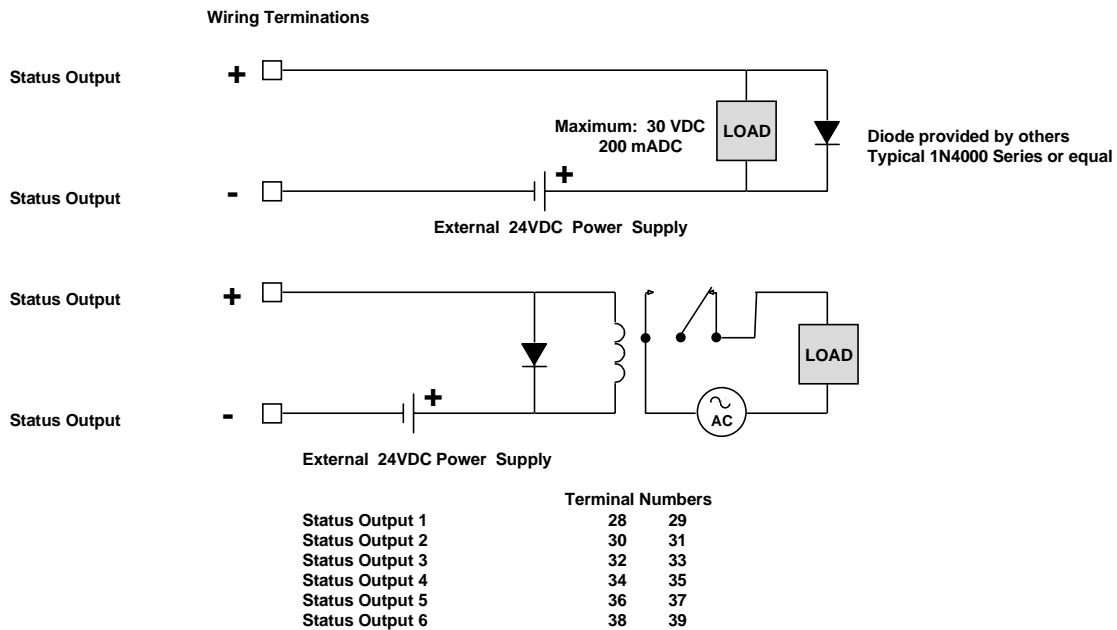 Wiring Terminations
Status Output + 
Maximum: 30 VDC
200 mADC
LOAD
Diode provided by others
Typical 1N4000 Series or equal
Status Output -
+
External 24VDC Power Supply
Status Output +
LOAD
Status Output -
+
AC
External 24VDC Power Supply
Terminal Numbers
Status Output 1 28 29
Status Output 2 30 31
Status Output 3 32 33
Status Output 4 34 35
Status Output 5 36 37
Status Output 6 38 39